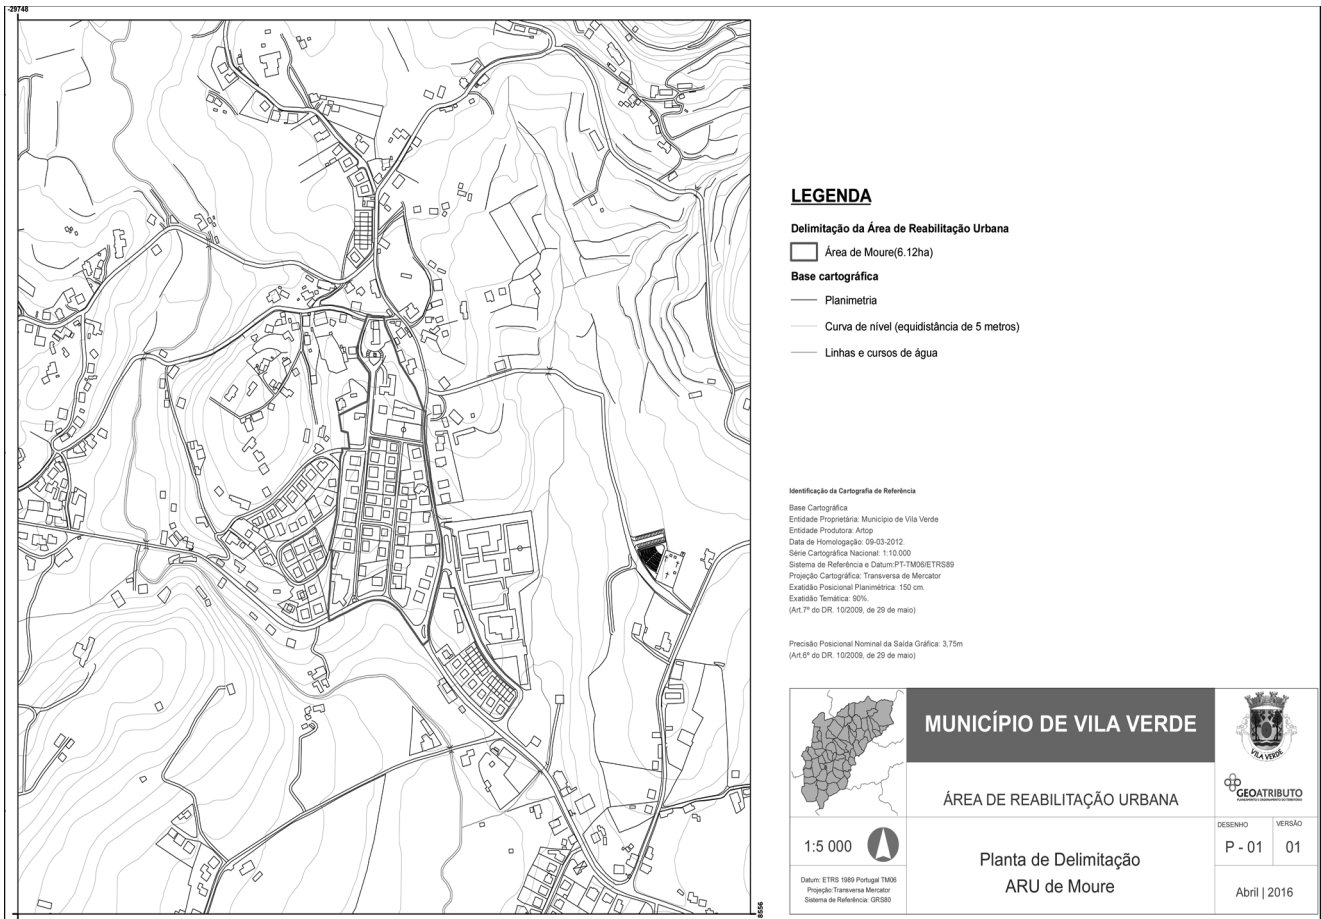 -29748
LEGENDA
Delimitação da Área de Reabilitação Urbana
Área de Moure(6.12ha)
Base cartográfica
Planimetria
Curva de nível (equidistância de 5 metros)
Linhas e cursos de água
Identificação da Cartografia de Referência
Base Cartográfica
Entidade Proprietária: Município de Vila Verde
Entidade Produtora: Artop
Data de Homologação: 09-03-2012.
Série Cartográfica Nacional: 1:10.000
Sistema de Referência e Datum:PT-TM06/ETRS89
Projeção Cartográfica: Transversa de Mercator
Exatidão Posicional Planimétrica: 150 cm.
Exatidão Temática: 90%.
(Art.7º do DR. 10/2009, de 29 de maio)
Precisão Posicional Nominal da Saída Gráfica: 3,75m
(Art.6º do DR. 10/2009, de 29 de maio)
MUNICÍPIO DE VILA VERDE
VILA VERDE
ÁREA DE REABILITAÇÃO URBANA
GEOATRIBUTO
PLANEAMENTO E ORDENAMENTO DO TERRITÓRIO
1:5 000
Planta de Delimitação
ARU de Moure
DESENHO
P - 01
VERSÃO
01
Datum: ETRS 1989 Portugal TM06
Projeção:Transversa Mercator
Sistema de Referência: GRS80
Abril | 2016
8556